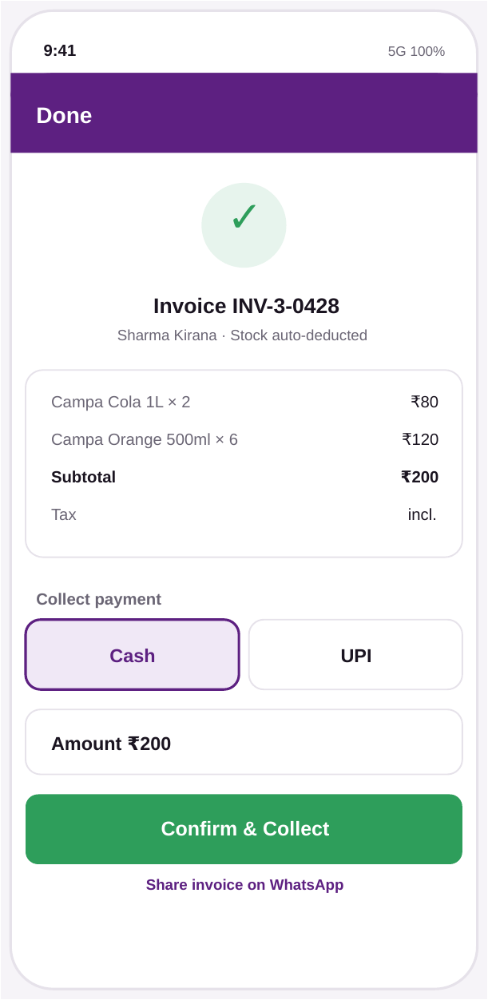 9:41 5G 100%
Done
✓
Invoice INV-3-0428
Sharma Kirana · Stock auto-deducted
Campa Cola 1L × 2 ₹80
Campa Orange 500ml × 6 ₹120
Subtotal ₹200
Tax incl.
Collect payment
Cash UPI
Amount ₹200
Confirm & Collect
Share invoice on WhatsApp